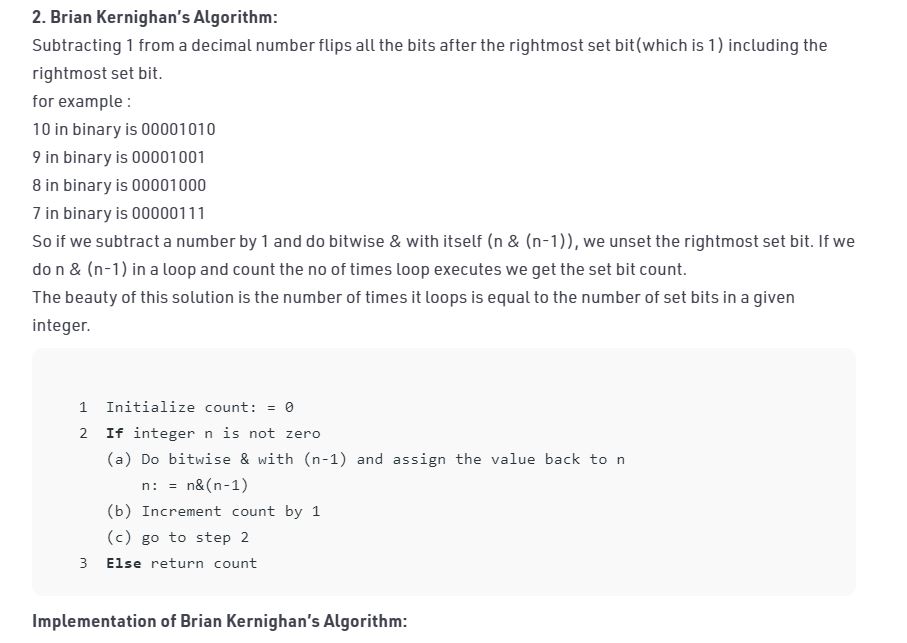 2. Brian Kernighan's Algorithm:
Subtracting 1 from a decimal number flips all the bits after the rightmost set bit(which is 1) including the
rightmost set bit.
for example :
10 in binary is 00001010
9 in binary is 00001001
8 in binary is 00001000
7 in binary is 00000111
So if we subtract a number by 1 and do bitwise & with itself (n & (n-1)), we unset the rightmost set bit. If we
do n & (n-1) in a loop and count the no of times loop executes we get the set bit count.
The beauty of this solution is the number of times it loops is equal to the number of set bits in a given
integer.
1 Initialize count: = 0
2 If integer n is not zero
(a) Do bitwise & with (n-1) and assign the value back to n
n: = n&(n-1)
(b) Increment count by 1
(c) go to step 2
3 Else return count
Implementation of Brian Kernighan's Algorithm: